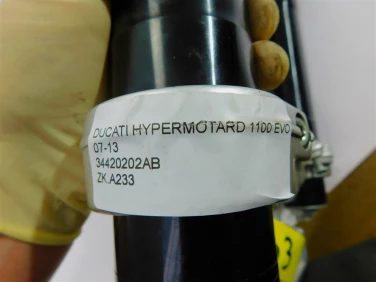 DUCATI HYPERMOTARD 1100 EVO
07-13
34420202AB
ZK.A233